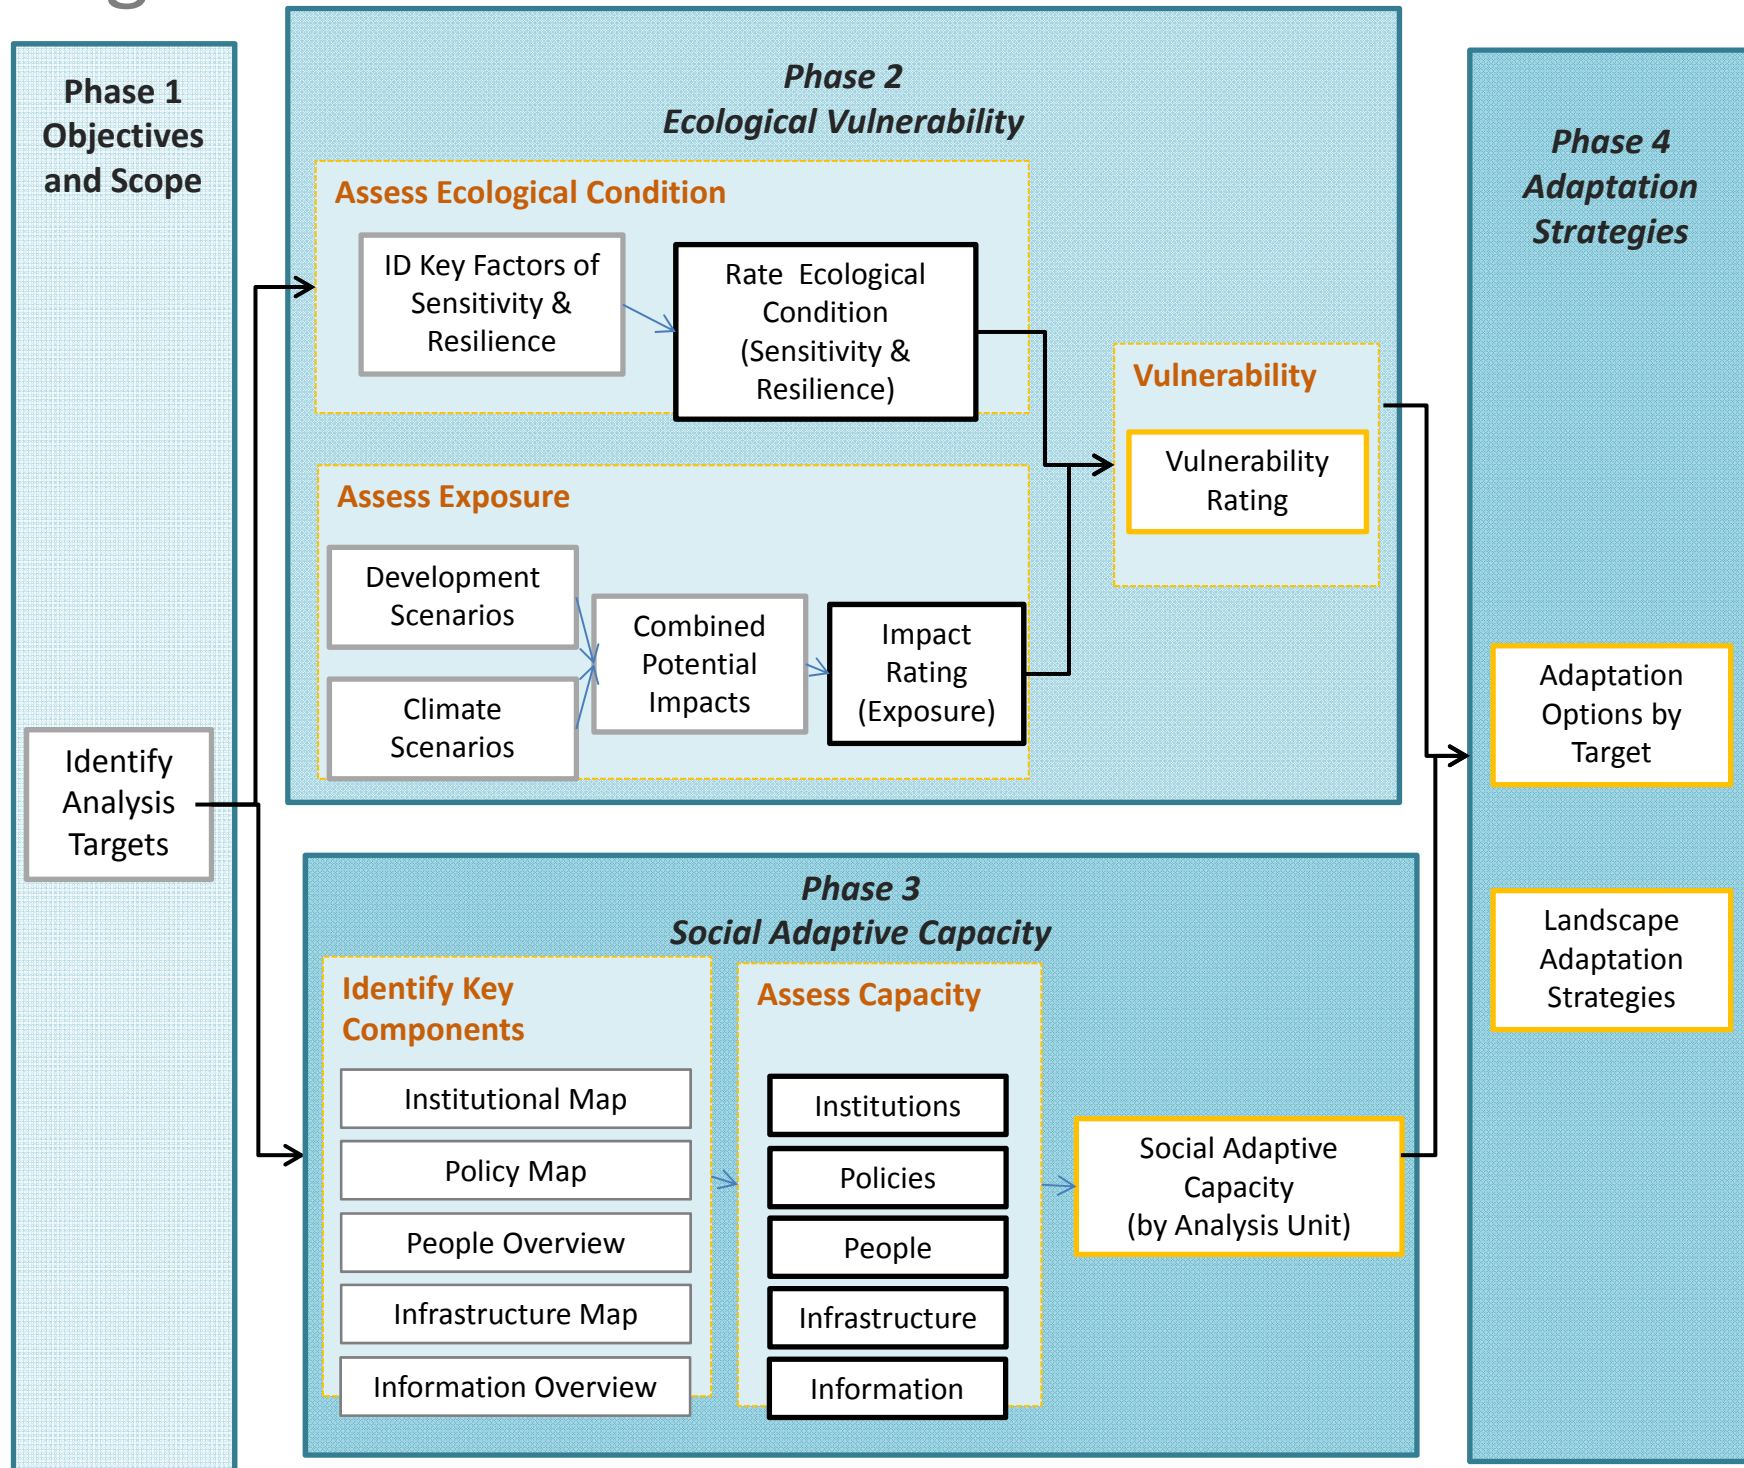 Phase 1
Objectives
and Scope
Identify
Analysis
Targets
Phase 2
Ecological Vulnerability
Assess Ecological Condition
ID Key Factors of
Sensitivity &
Resilience
Rate Ecological
Condition
(Sensitivity &
Resilience)
Assess Exposure
Development
Scenarios
Climate
Scenarios
Combined
Potential
Impacts
Impact
Rating
(Exposure)
Vulnerability
Vulnerability
Rating
Phase 3
Social Adaptive Capacity
Identify Key
Components
Institutional Map
Policy Map
People Overview
Infrastructure Map
Information Overview
Assess Capacity
Institutions
Policies
People
Infrastructure
Information
Social Adaptive
Capacity
(by Analysis Unit)
Phase 4
Adaptation
Strategies
Adaptation
Options by
Target
Landscape
Adaptation
Strategies